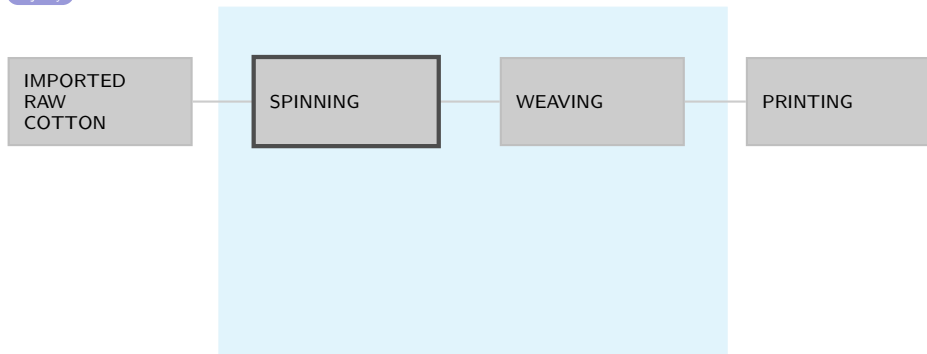 IMPORTED
RAW
COTTON
SPINNING
WEAVING
PRINTING